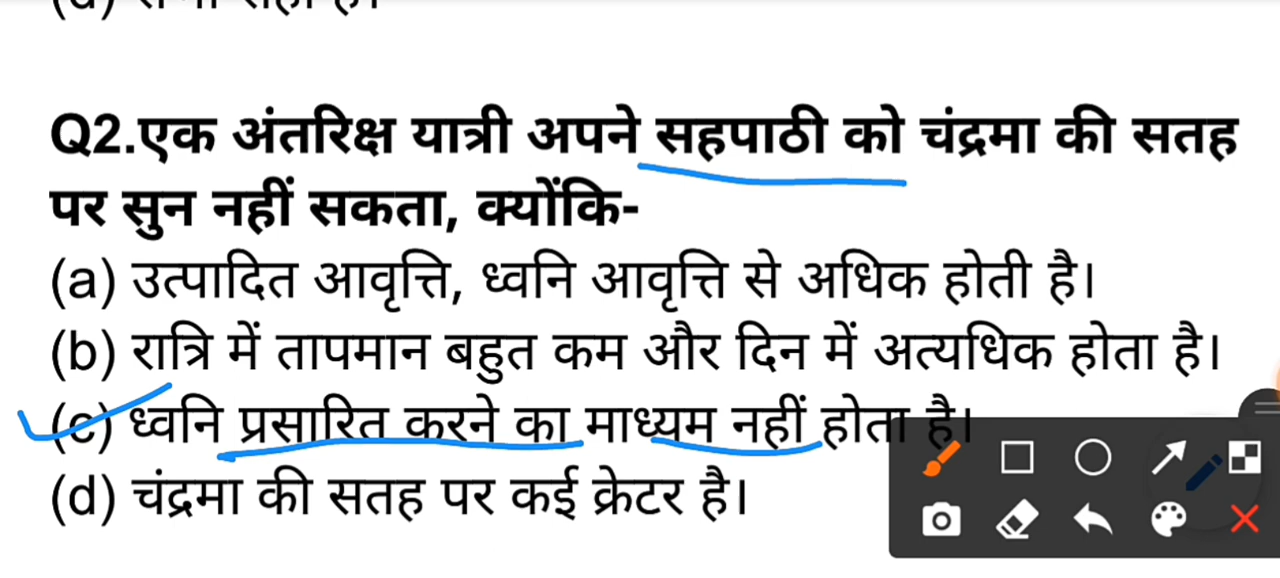 Q2.एक अंतरिक्ष यात्री अपने सहपाठी को चंद्रमा की सतह
पर सुन नहीं सकता, क्योंकि-
(a) उत्पादित आवृत्ति, ध्वनि आवृत्ति से अधिक होती है।
(b) रात्रि में तापमान बहुत कम और दिन में अत्यधिक होता है।
(c) ध्वनि प्रसारित करने का माध्यम नहीं होता है।
(d) चंद्रमा की सतह पर कई क्रेटर है।